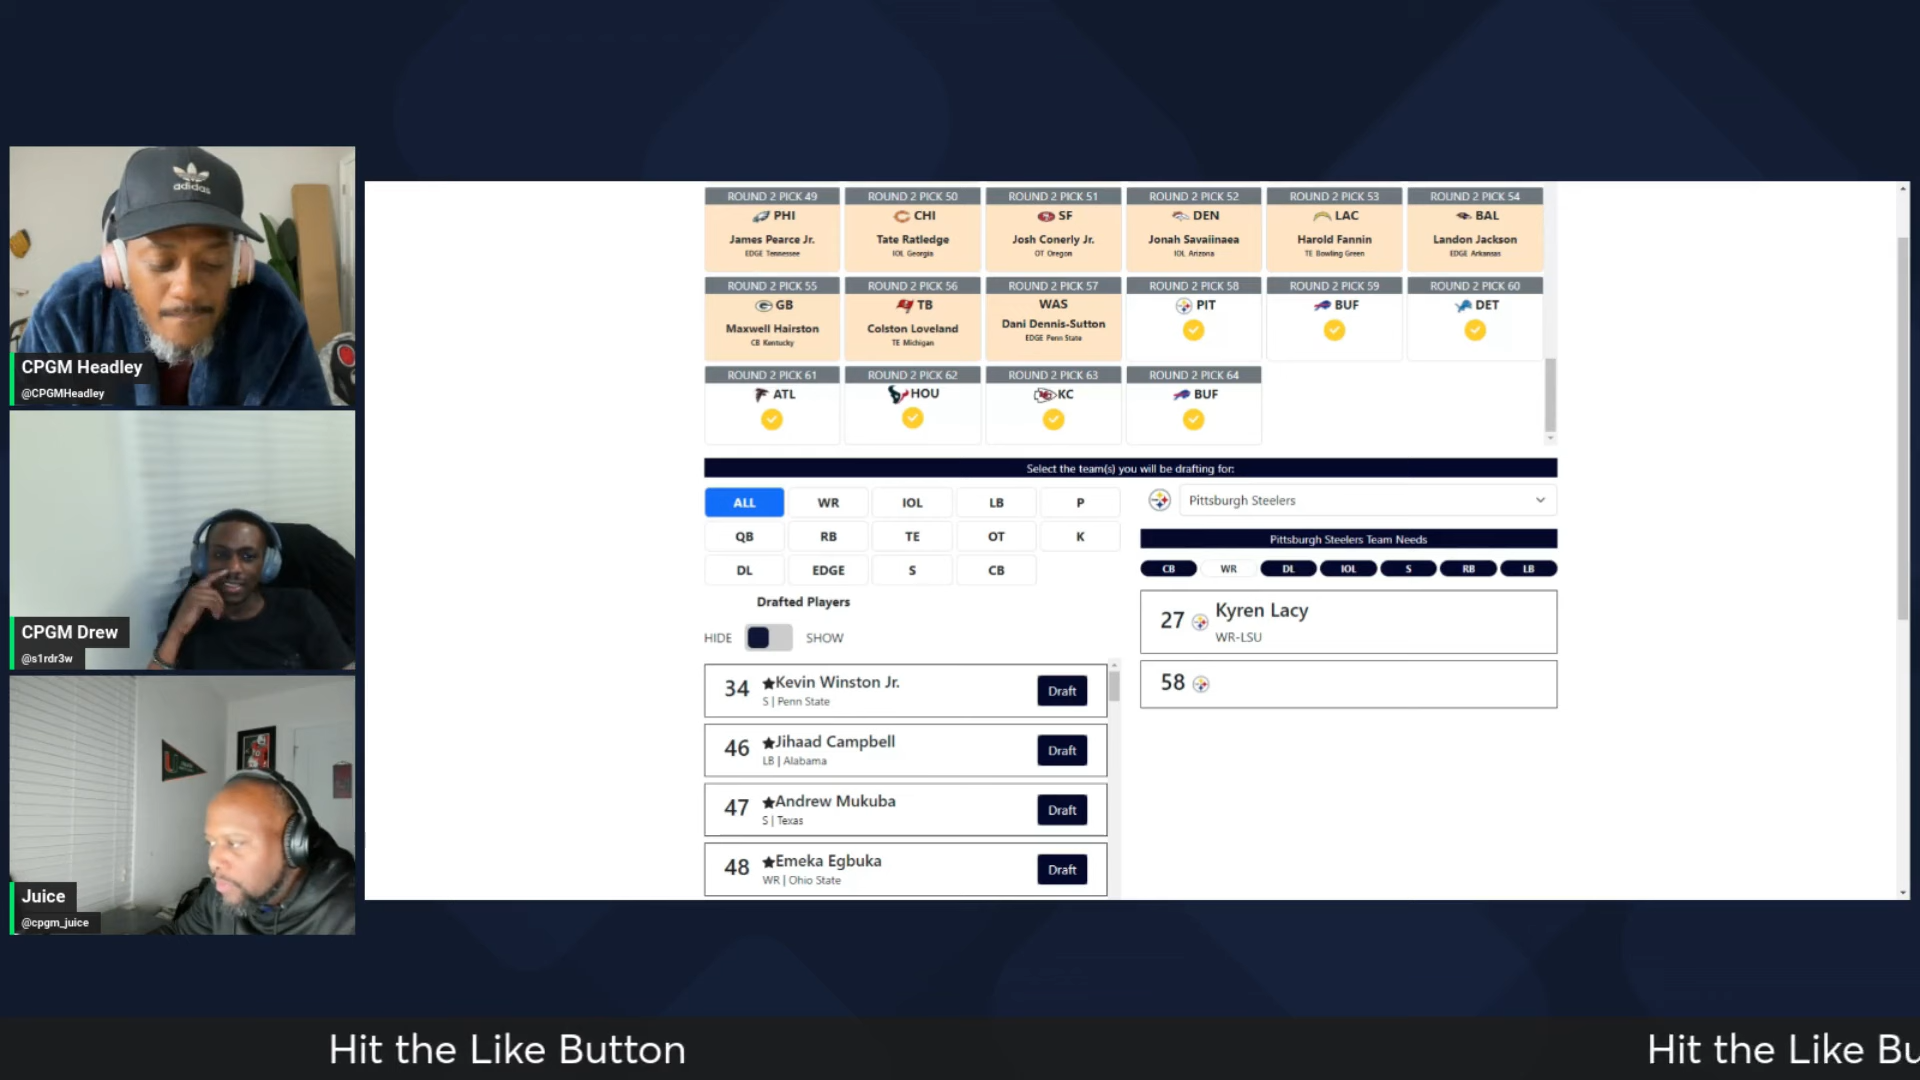 adidas
CPGM Headley
@CPGMHeadley
CPGM Drew
@s1rdr3w
U
Juice
@cpgm_juice
ROUND 2 PICK 49
PHI
James Pearce Jr.
EDGE Tennessee
ROUND 2 PICK 50
CHI
Tate Ratledge
IOL Georgia
ROUND 2 PICK 51
SF
Josh Conerly Jr.
OT Oregon
ROUND 2 PICK 52
DEN
Jonah Savaiinaea
IOL Arizona
ROUND 2 PICK 53
LAC
Harold Fannin
TE Bowling Green
ROUND 2 PICK 54
BAL
Landon Jackson
EDGE Arkansas
ROUND 2 PICK 55
GB
Maxwell Hairston
CB Kentucky
ROUND 2 PICK 56
TB
Colston Loveland
TE Michigan
ROUND 2 PICK 57
WAS
Dani Dennis-Sutton
EDGE Penn State
ROUND 2 PICK 58
PIT
ROUND 2 PICK 59
BUF
ROUND 2 PICK 60
DET
ROUND 2 PICK 61
ATL
ROUND 2 PICK 62
HOU
ROUND 2 PICK 63
KC
ROUND 2 PICK 64
BUF
Select the team(s) you will be drafting for:
ALL WR IOL LB P
QB RB TE OT K
DL EDGE S CB
Drafted Players
HIDE SHOW
34 ★Kevin Winston Jr.
S | Penn State
Draft
46 ★Jihaad Campbell
LB | Alabama
Draft
47 ★Andrew Mukuba
S | Texas
Draft
48 ★Emeka Egbuka
WR | Ohio State
Draft
Pittsburgh Steelers
Pittsburgh Steelers Team Needs
CB WR DL IOL S RB LB
27 Kyren Lacy
WR-LSU
58
Hit the Like Button
Hit the Like Bu